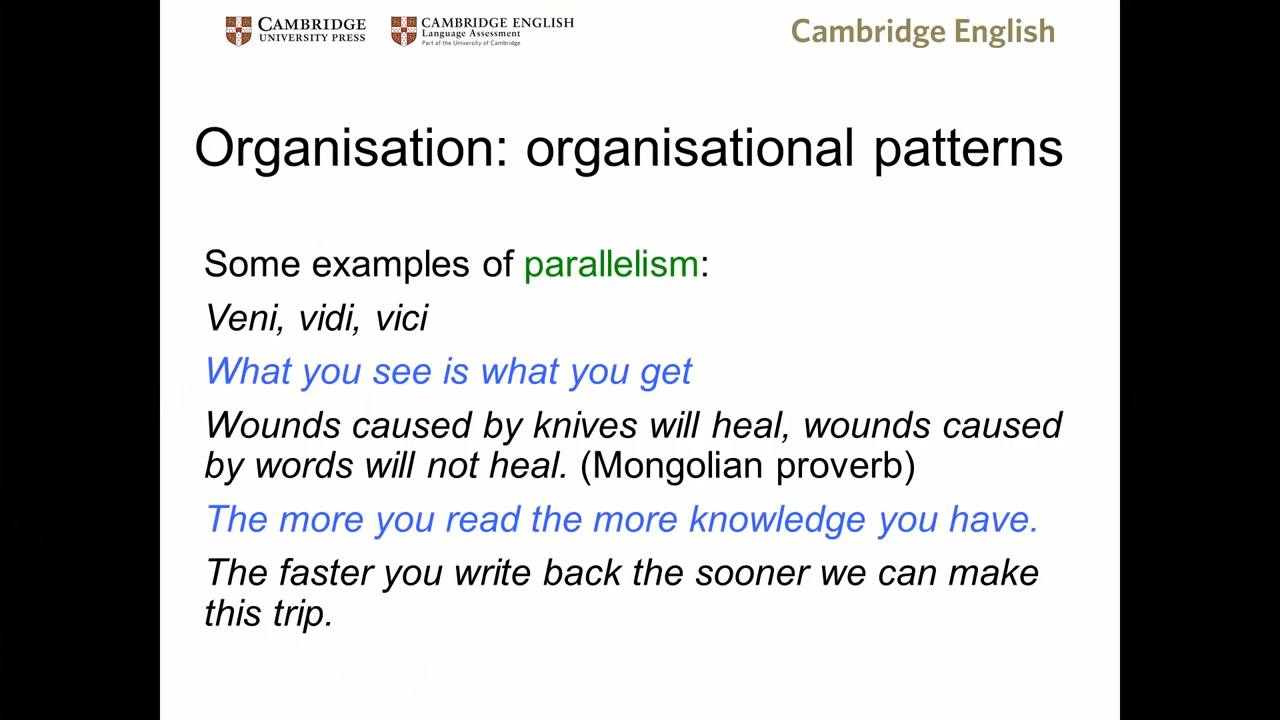 CAMBRIDGE
UNIVERSITY PRESS
CAMBRIDGE ENGLISH
Language Assessment
Part of the University of Cambridge
Cambridge English
Organisation: organisational patterns
Some examples of parallelism:
Veni, vidi, vici
What you see is what you get
Wounds caused by knives will heal, wounds caused
by words will not heal. (Mongolian proverb)
The more you read the more knowledge you have.
The faster you write back the sooner we can make
this trip.